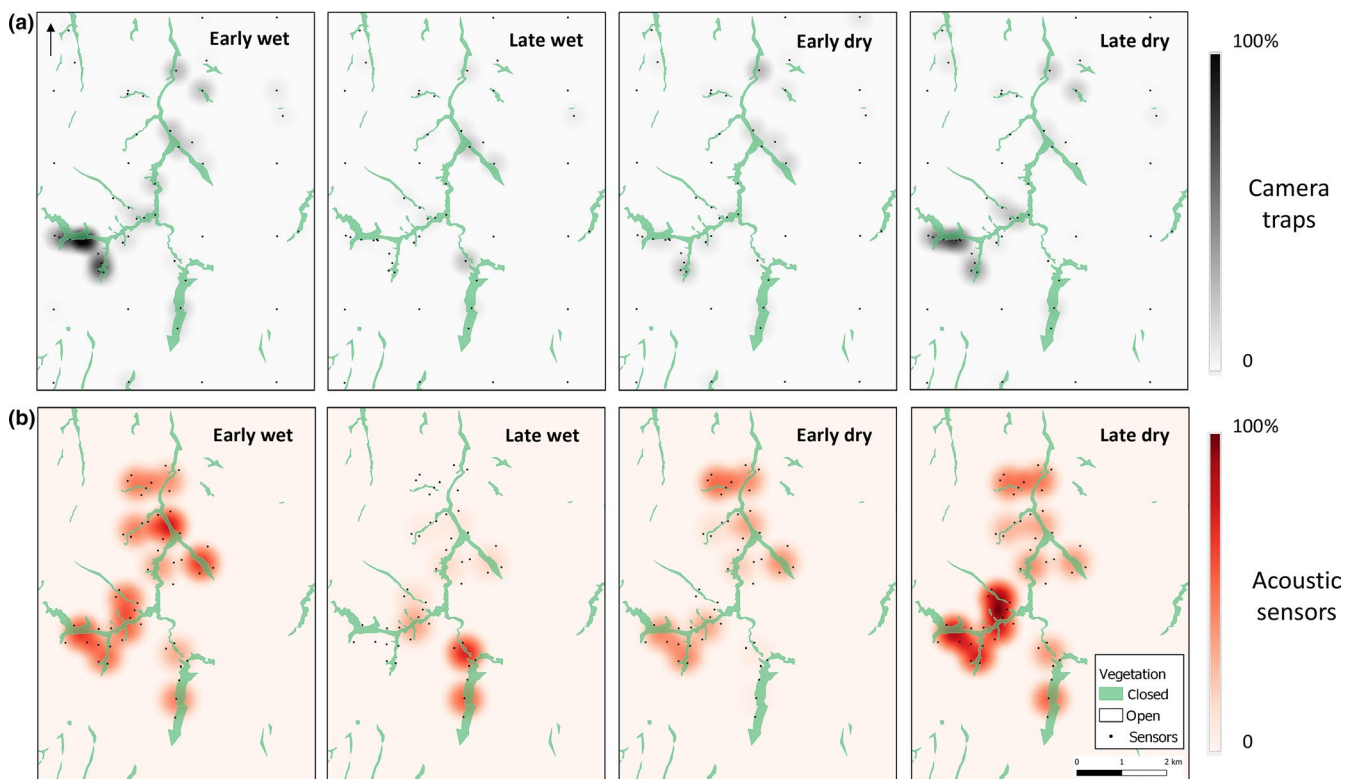 (a)
Early wet
Late wet
Early dry
Late dry
100%
Camera
traps
0
(b)
Early wet
Late wet
Early dry
Late dry
100%
Acoustic
sensors
0
Vegetation
Closed
Open
Sensors
0 1 2 km